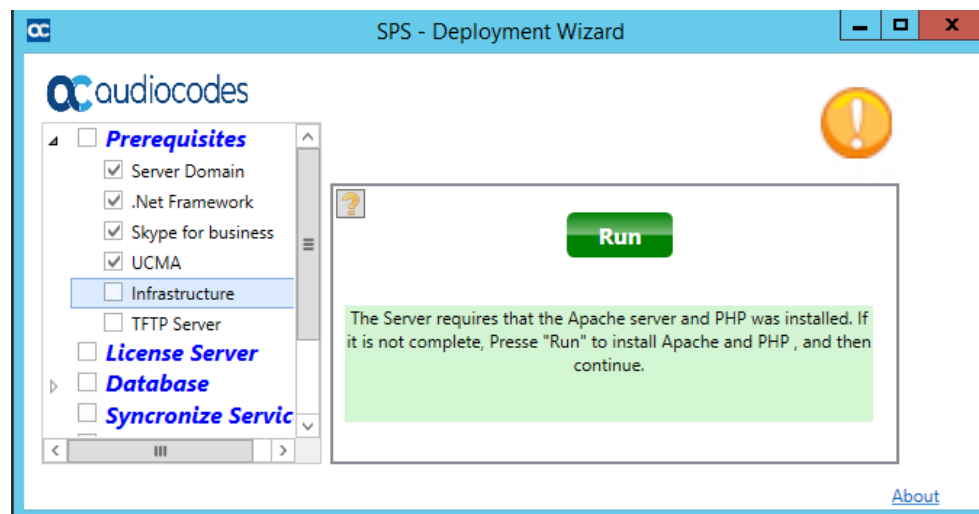 SPS - Deployment Wizard
audiocodes
Prerequisites
Server Domain
.Net Framework
Skype for business
UCMA
Infrastructure
TFTP Server
License Server
Database
Syncronize Servic
Run
The Server requires that the Apache server and PHP was installed. If
it is not complete, Presse "Run" to install Apache and PHP , and then
continue.
About